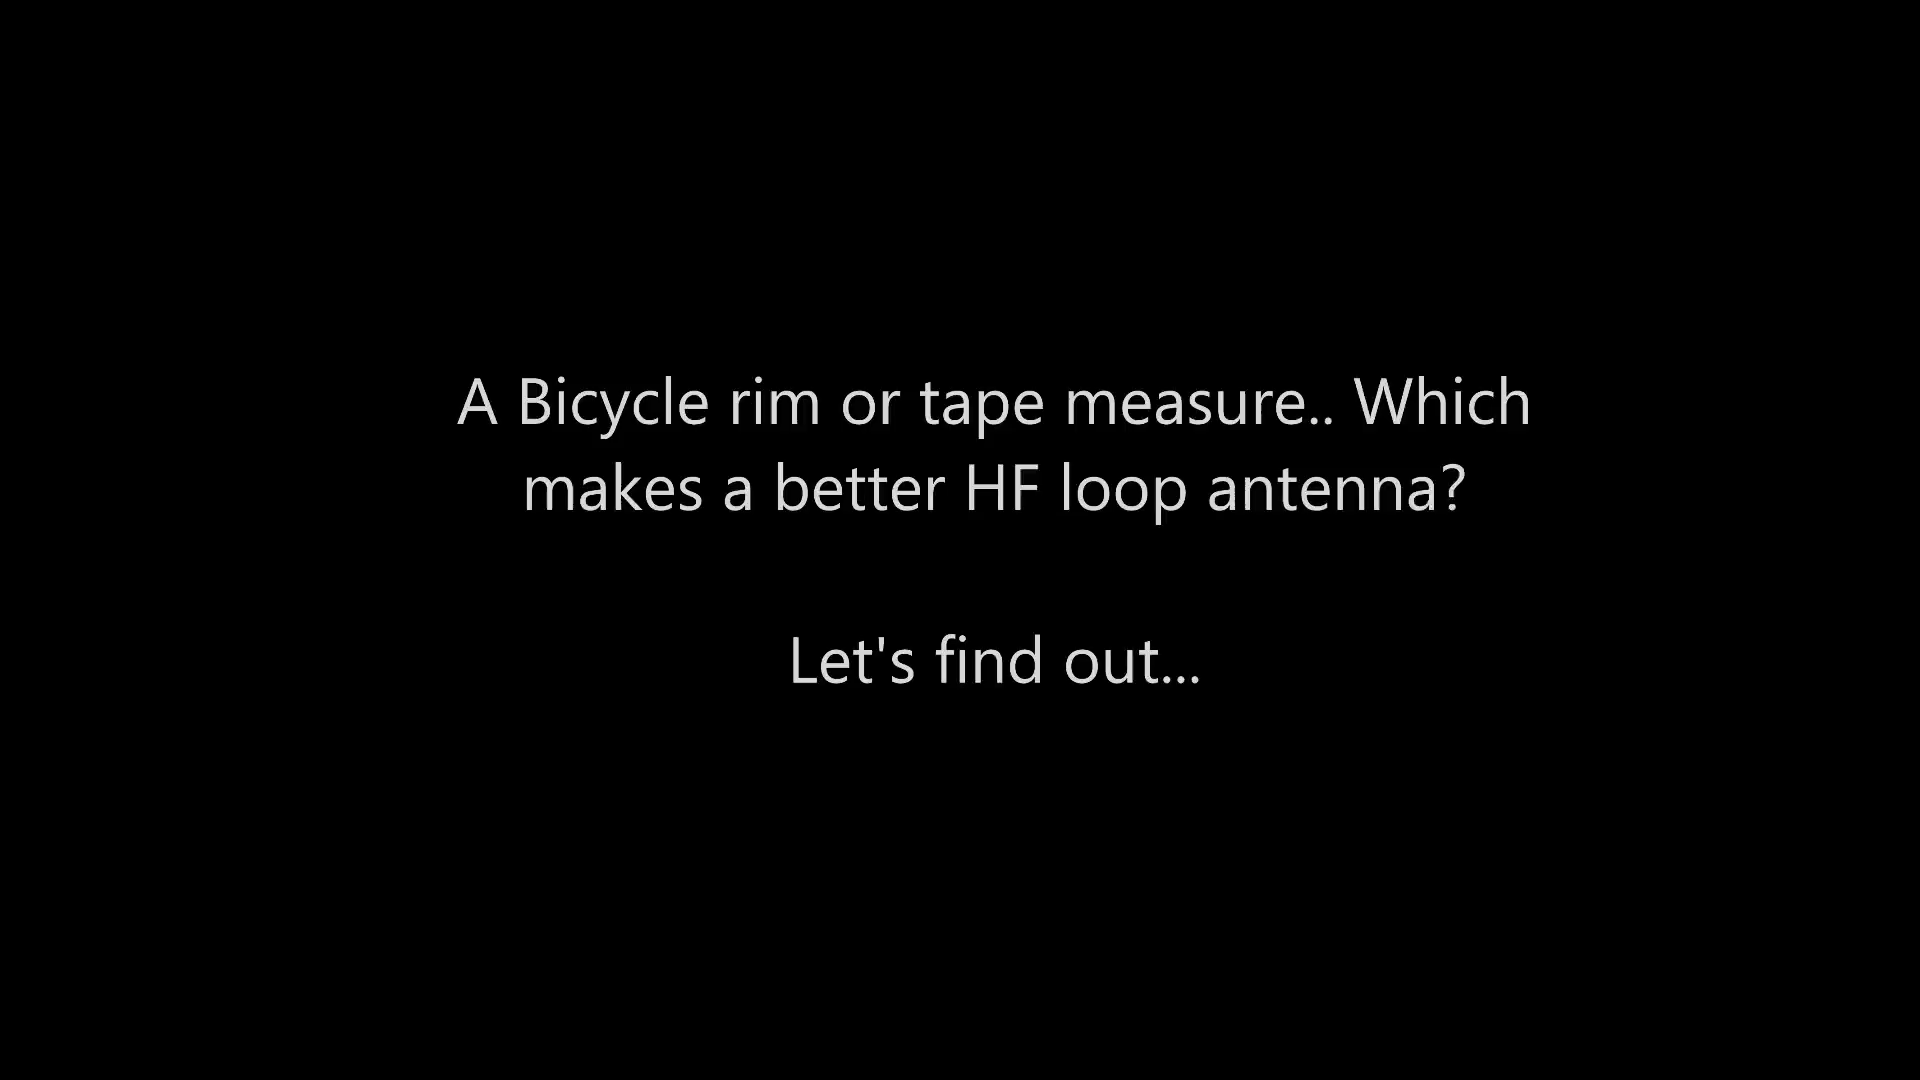 A Bicycle rim or tape measure.. Which
makes a better HF loop antenna?
Let's find out...